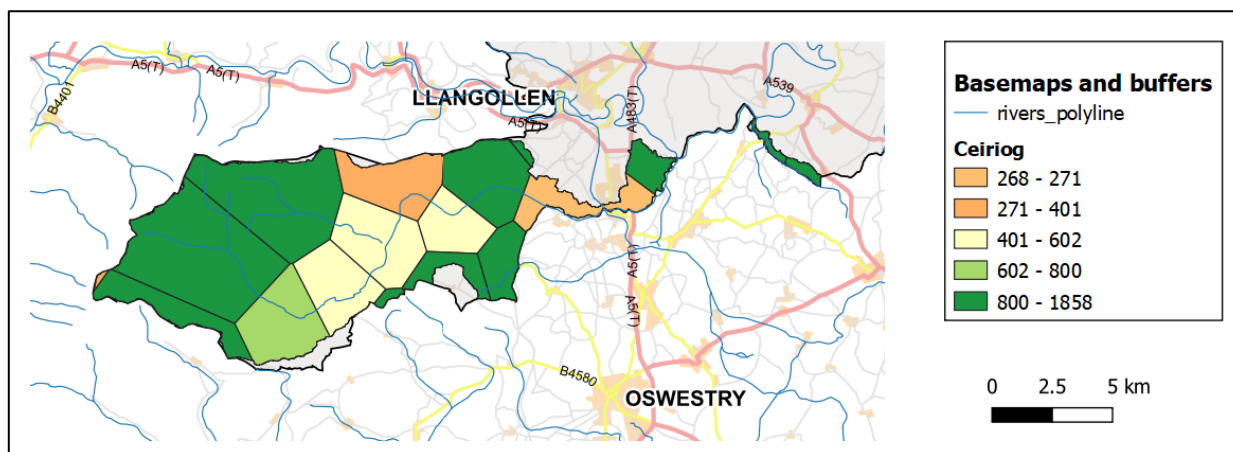 A5(T)
A5(T)
B4401
LLANGOLLEN
A5(T)
A483(T)
A539
A5(T)
A5(T)
B4580
OSWESTRY
Basemaps and buffers
rivers_polyline
Ceiriog
268 - 271
271 - 401
401 - 602
602 - 800
800 - 1858
0 2.5 5 km